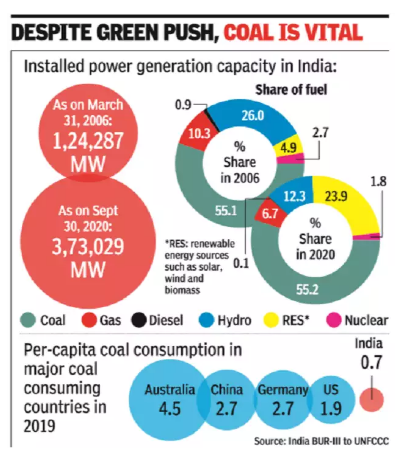 DESPITE GREEN PUSH, COAL IS VITAL
Installed power generation capacity in India:
As on March
31, 2006:
1,24,287
MW
As on Sept
30, 2020:
3,73,029
MW
Share of fuel
0.9
26.0
2.7
10.3
4.9
%
Share
in 2006
55.1
1.8
12.3
23.9
6.7
%
Share
in 2020
0.1
55.2
*RES: renewable
energy sources
such as solar,
wind and
biomass
Coal Gas Diesel Hydro RES* Nuclear
Per-capita coal consumption in
major coal
consuming
countries in
2019
Australia
4.5
China
2.7
Germany
2.7
US
1.9
India
0.7
Source: India BUR-III to UNFCCC